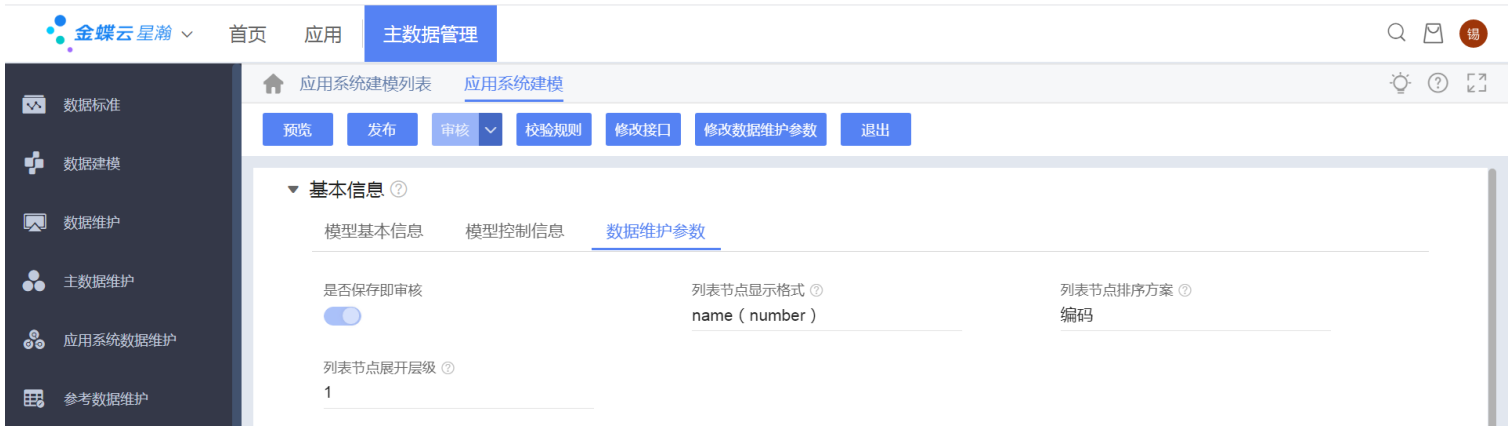 金蝶云 星瀚 首页 应用 主数据管理 锡
数据标准
数据建模
数据维护
主数据维护
应用系统数据维护
参考数据维护
应用系统建模列表 应用系统建模
预览 发布 审核 校验规则 修改接口 修改数据维护参数 退出
基本信息
模型基本信息 模型控制信息 数据维护参数
是否保存即审核 列表节点显示格式 列表节点排序方案
name（number） 编码
列表节点展开层级
1